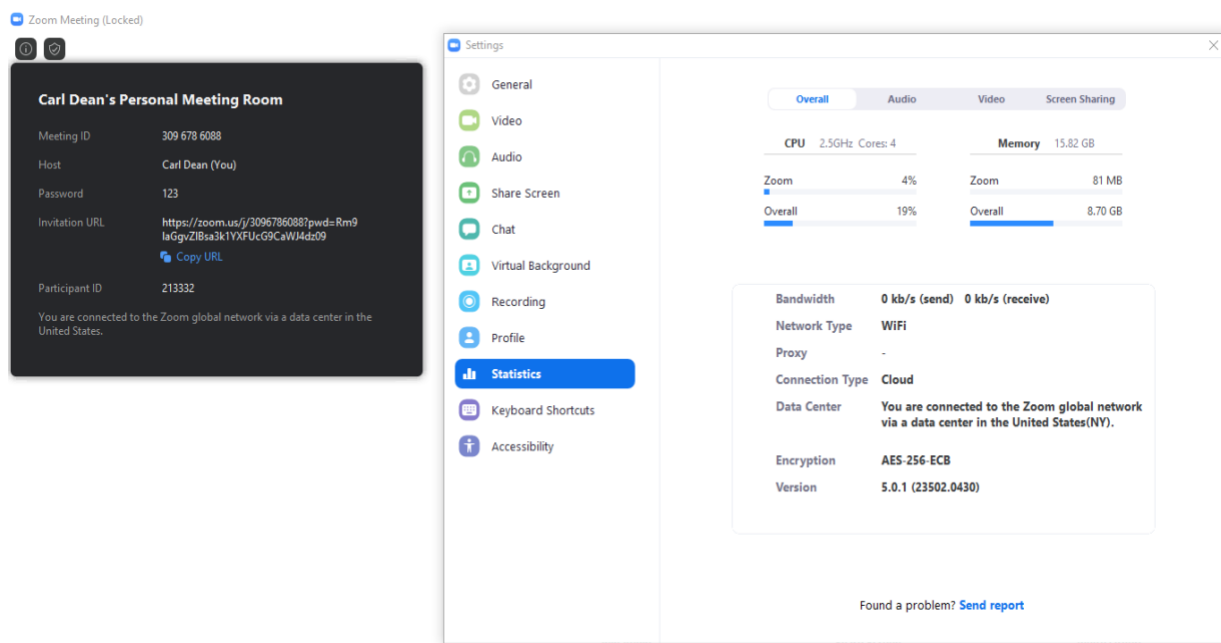 Zoom Meeting (Locked)
Carl Dean's Personal Meeting Room
Meeting ID 309 678 6088
Host Carl Dean (You)
Password 123
Invitation URL https://zoom.us/j/3096786088?pwd=Rm9
laGgvZlBsa3k1YXFUcG9CaWJ4dz09
Copy URL
Participant ID 213332
You are connected to the Zoom global network via a data center in the
United States.
Settings
General
Video
Audio
Share Screen
Chat
Virtual Background
Recording
Profile
Statistics
Keyboard Shortcuts
Accessibility
Overall Audio Video Screen Sharing
CPU 2.5GHz Cores: 4
Zoom 4%
Overall 19%
Memory 15.82 GB
Zoom 81 MB
Overall 8.70 GB
Bandwidth 0 kb/s (send) 0 kb/s (receive)
Network Type WiFi
Proxy -
Connection Type Cloud
Data Center You are connected to the Zoom global network
via a data center in the United States(NY).
Encryption AES-256-ECB
Version 5.0.1 (23502.0430)
Found a problem? Send report